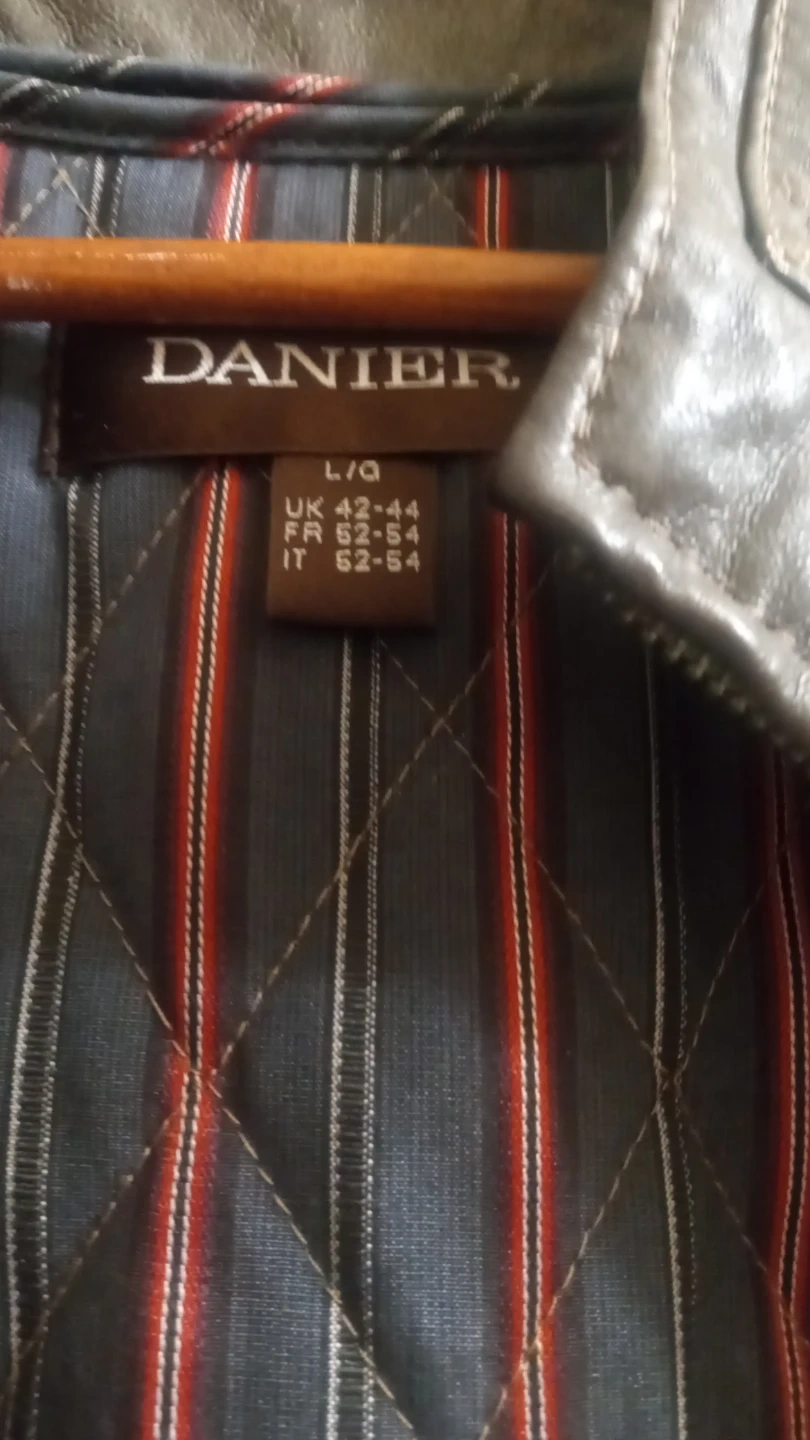 DANIER
L/G
UK 42-44
FR 52-54
IT 52-54